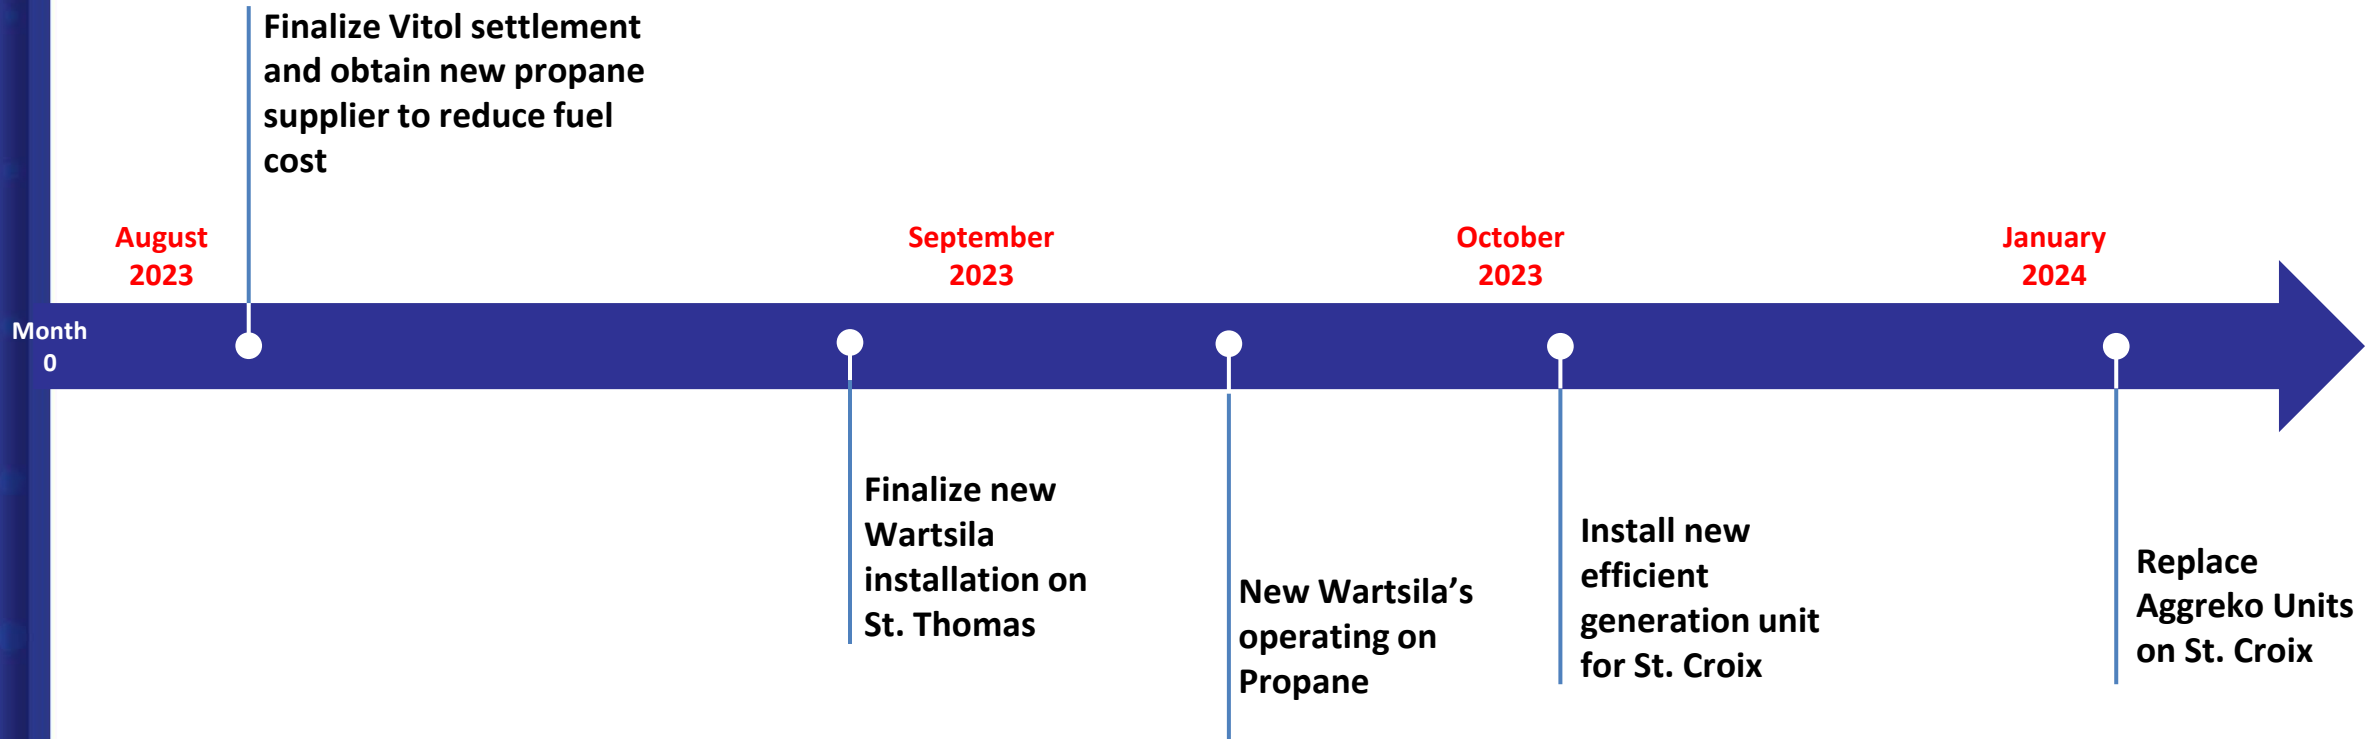 Finalize Vitol settlement
and obtain new propane
supplier to reduce fuel
cost
August
2023
September
2023
October
2023
January
2024
Month
0
Finalize new
Wartsila
installation on
St. Thomas
New Wartsila’s
operating on
Propane
Install new
efficient
generation unit
for St. Croix
Replace
Aggreko Units
on St. Croix